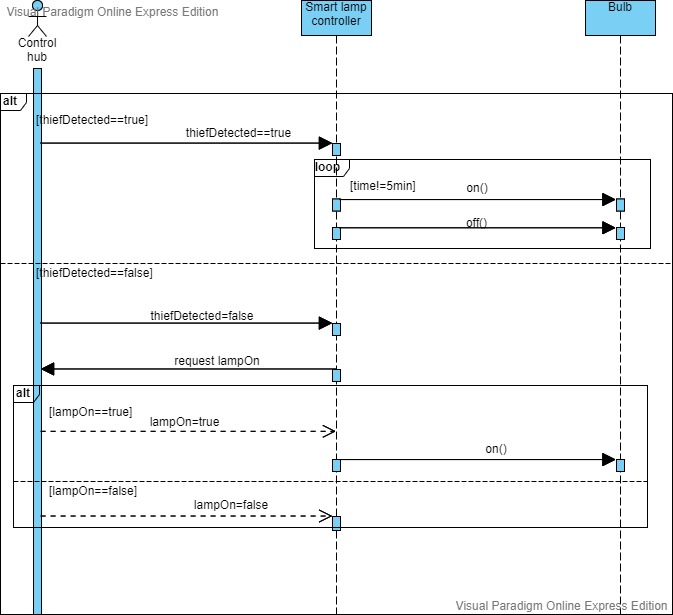 Visual Paradigm Online Express Edition
Control
hub
Smart lamp
controller
Bulb
alt
[thiefDetected==true]
thiefDetected==true
loop
[time!=5min]
on()
off()
[thiefDetected==false]
thiefDetected=false
request lampOn
alt
[lampOn==true]
lampOn=true
on()
[lampOn==false]
lampOn=false
Visual Paradigm Online Express Edition